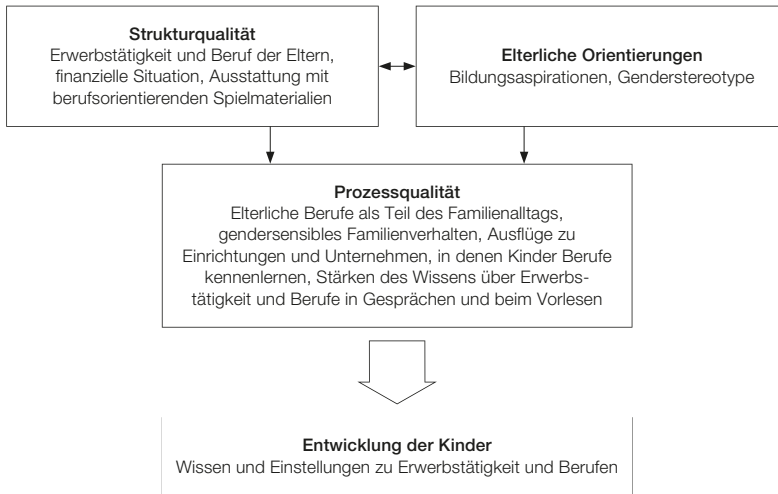 Strukturqualität
Erwerbstätigkeit und Beruf der Eltern,
finanzielle Situation, Ausstattung mit
berufsorientierenden Spielmaterialien
Elterliche Orientierungen
Bildungsaspirationen, Genderstereotype
Prozessqualität
Elterliche Berufe als Teil des Familienalltags,
gendersensibles Familienverhalten, Ausflüge zu
Einrichtungen und Unternehmen, in denen Kinder Berufe
kennenlernen, Stärken des Wissens über Erwerbs-
tätigkeit und Berufe in Gesprächen und beim Vorlesen
Entwicklung der Kinder
Wissen und Einstellungen zu Erwerbstätigkeit und Berufen